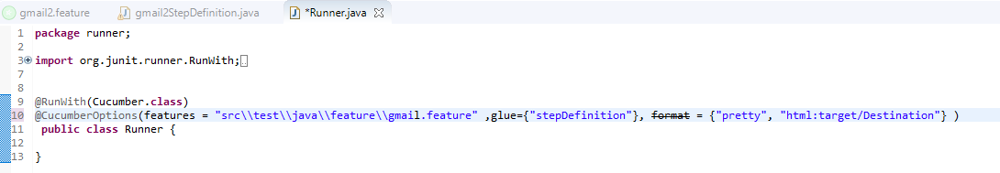 gmail2.feature gmail2StepDefinition.java *Runner.java
1 package runner;
2
3 import org.junit.runner.RunWith;
7
8
9 @RunWith(Cucumber.class)
10 @CucumberOptions(features = "src\\test\\java\\feature\\gmail.feature" ,glue={"stepDefinition"}, format = {"pretty", "html:target/Destination"} )
11 public class Runner {
12
13 }